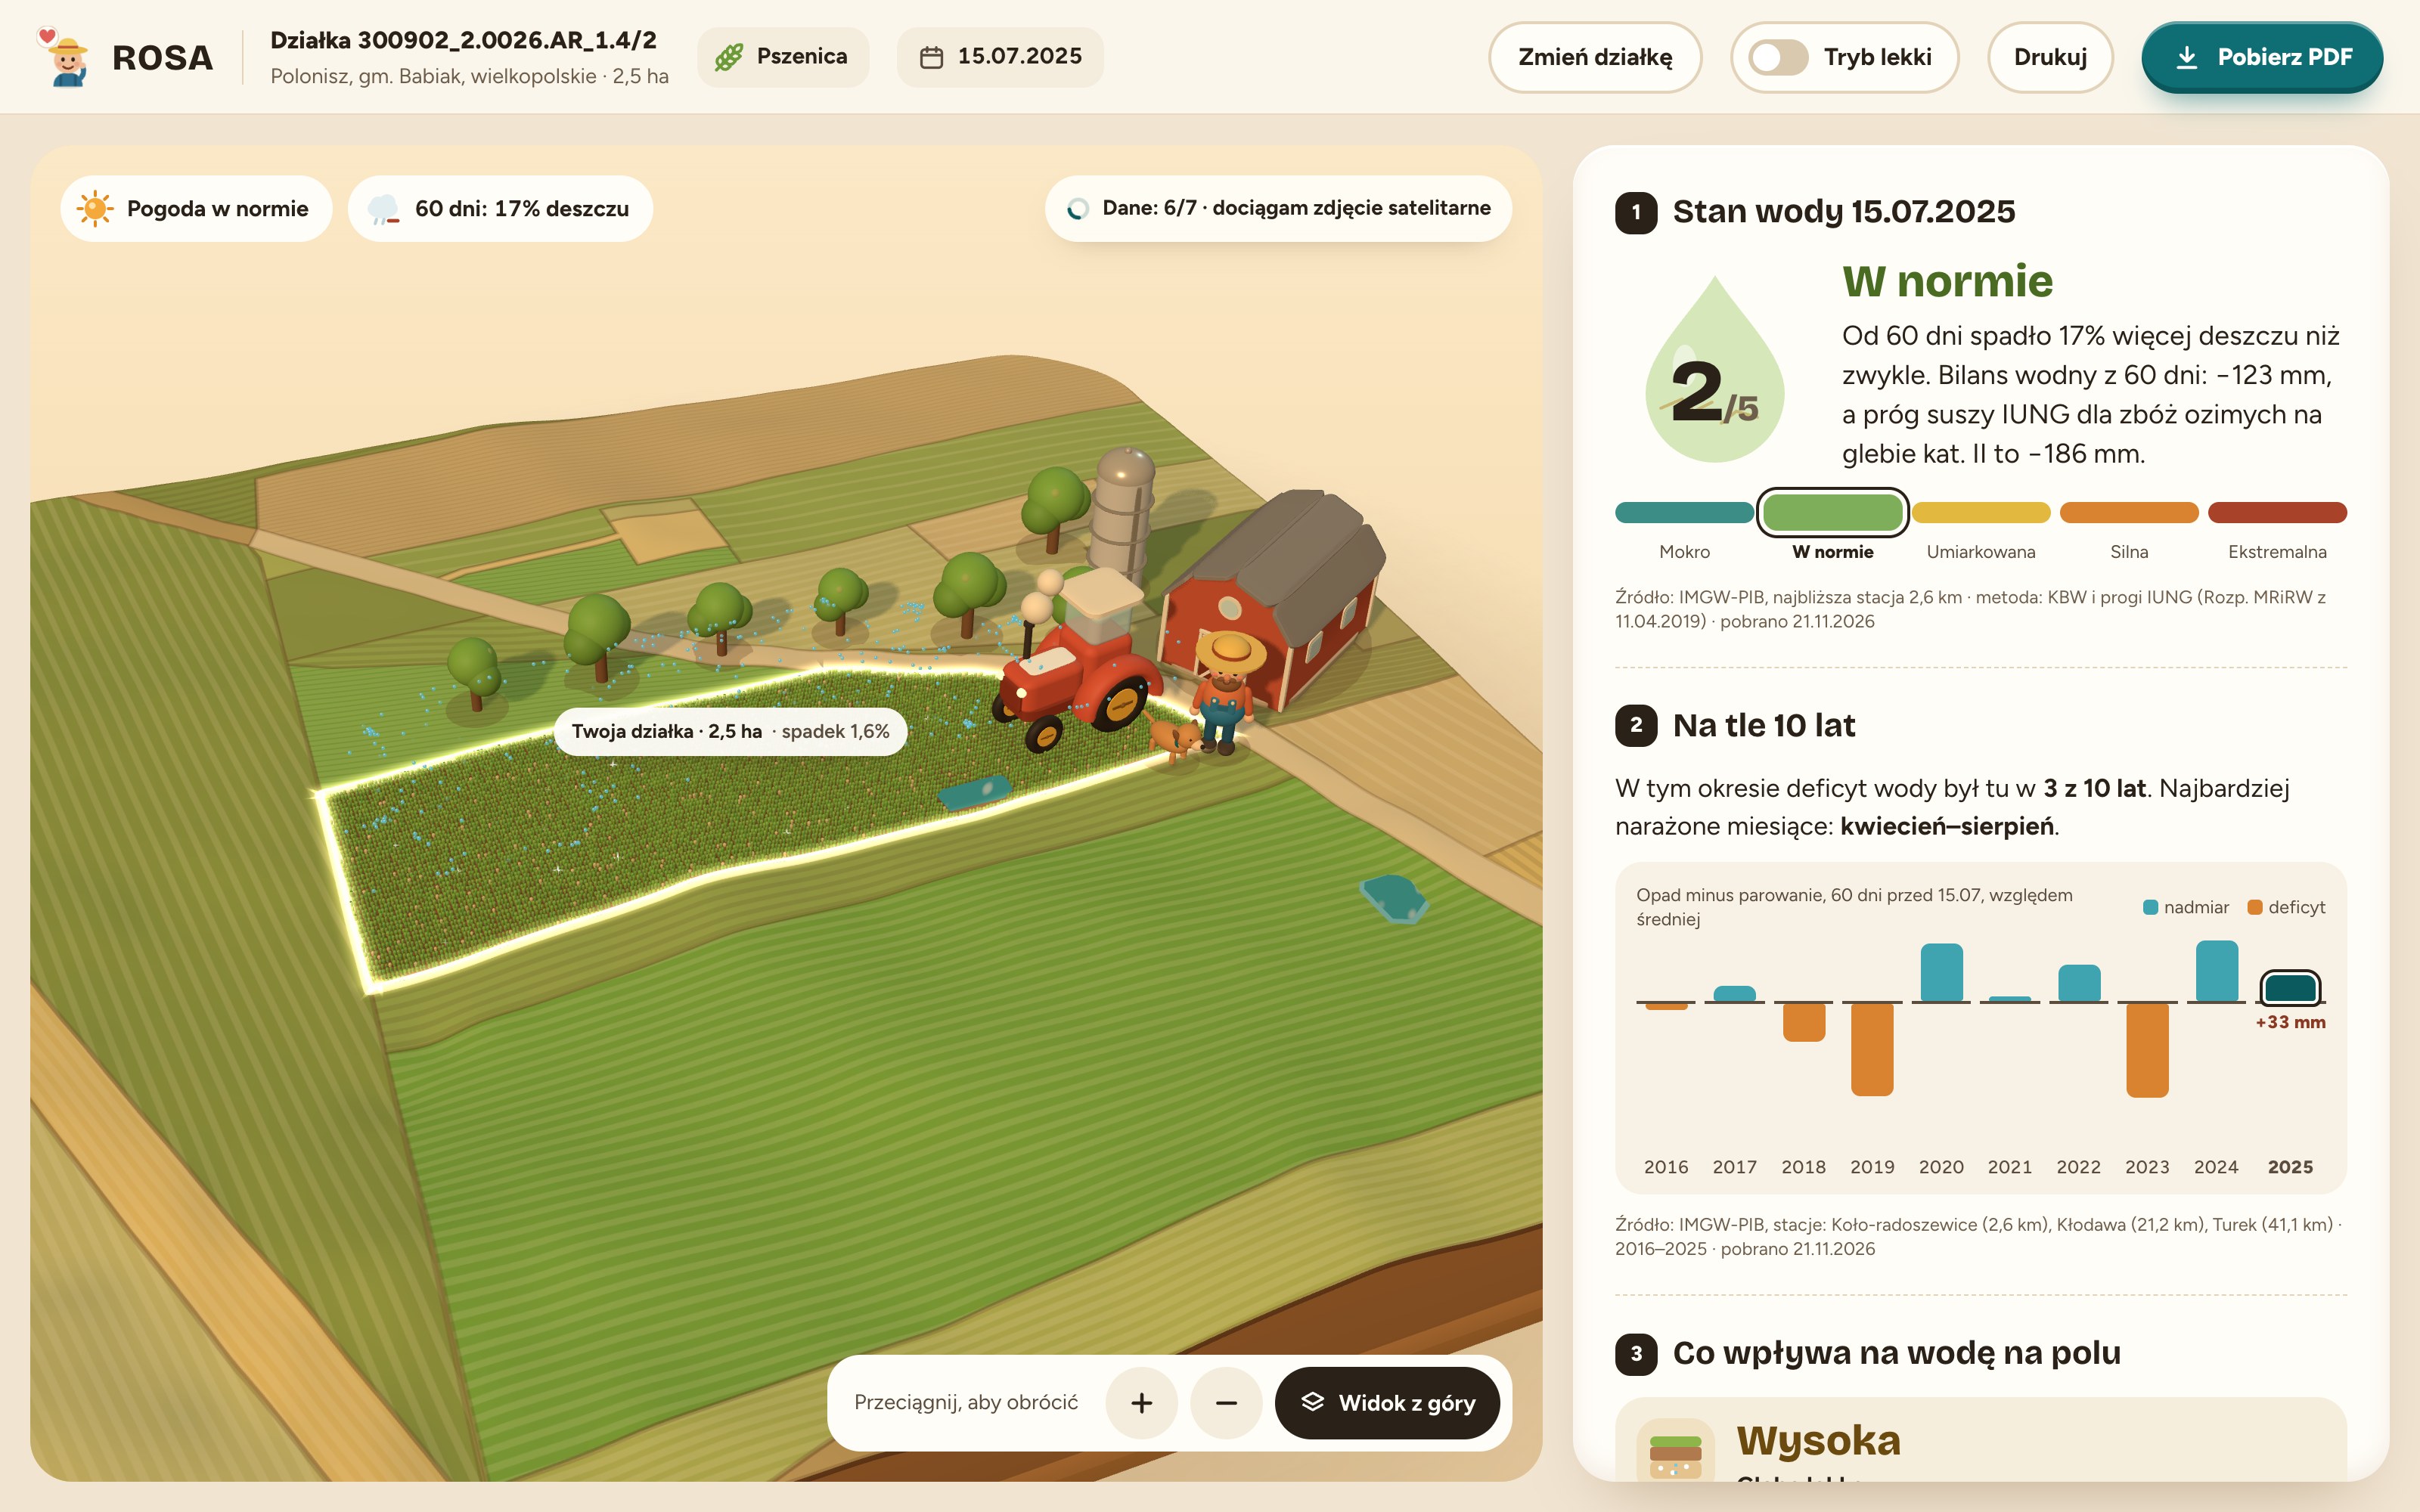 ROSA
Działka 300902_2.0026.AR_1.4/2
Polonisz, gm. Babiak, wielkopolskie · 2,5 ha
Pszenica
15.07.2025
Zmień działkę
Tryb lekki
Drukuj
Pobierz PDF
Pogoda w normie
60 dni: 17% deszczu
Dane: 6/7 · dociągam zdjęcie satelitarne
Twoja działka · 2,5 ha · spadek 1,6%
Przeciągnij, aby obrócić
+
−
Widok z góry
1
Stan wody 15.07.2025
2/5
W normie
Od 60 dni spadło 17% więcej deszczu niż
zwykle. Bilans wodny z 60 dni: −123 mm,
a próg suszy IUNG dla zbóż ozimych na
glebie kat. II to −186 mm.
Mokro
W normie
Umiarkowana
Silna
Ekstremalna
Źródło: IMGW-PIB, najbliższa stacja 2,6 km · metoda: KBW i progi IUNG (Rozp. MRiRW z
11.04.2019) · pobrano 21.11.2026
2
Na tle 10 lat
W tym okresie deficyt wody był tu w 3 z 10 lat. Najbardziej
narażone miesiące: kwiecień–sierpień.
Opad minus parowanie, 60 dni przed 15.07, względem
średniej
nadmiar
deficyt
+33 mm
2016
2017
2018
2019
2020
2021
2022
2023
2024
2025
Źródło: IMGW-PIB, stacje: Koło-radoszewice (2,6 km), Kłodawa (21,2 km), Turek (41,1 km) ·
2016–2025 · pobrano 21.11.2026
3
Co wpływa na wodę na polu
Wysoka